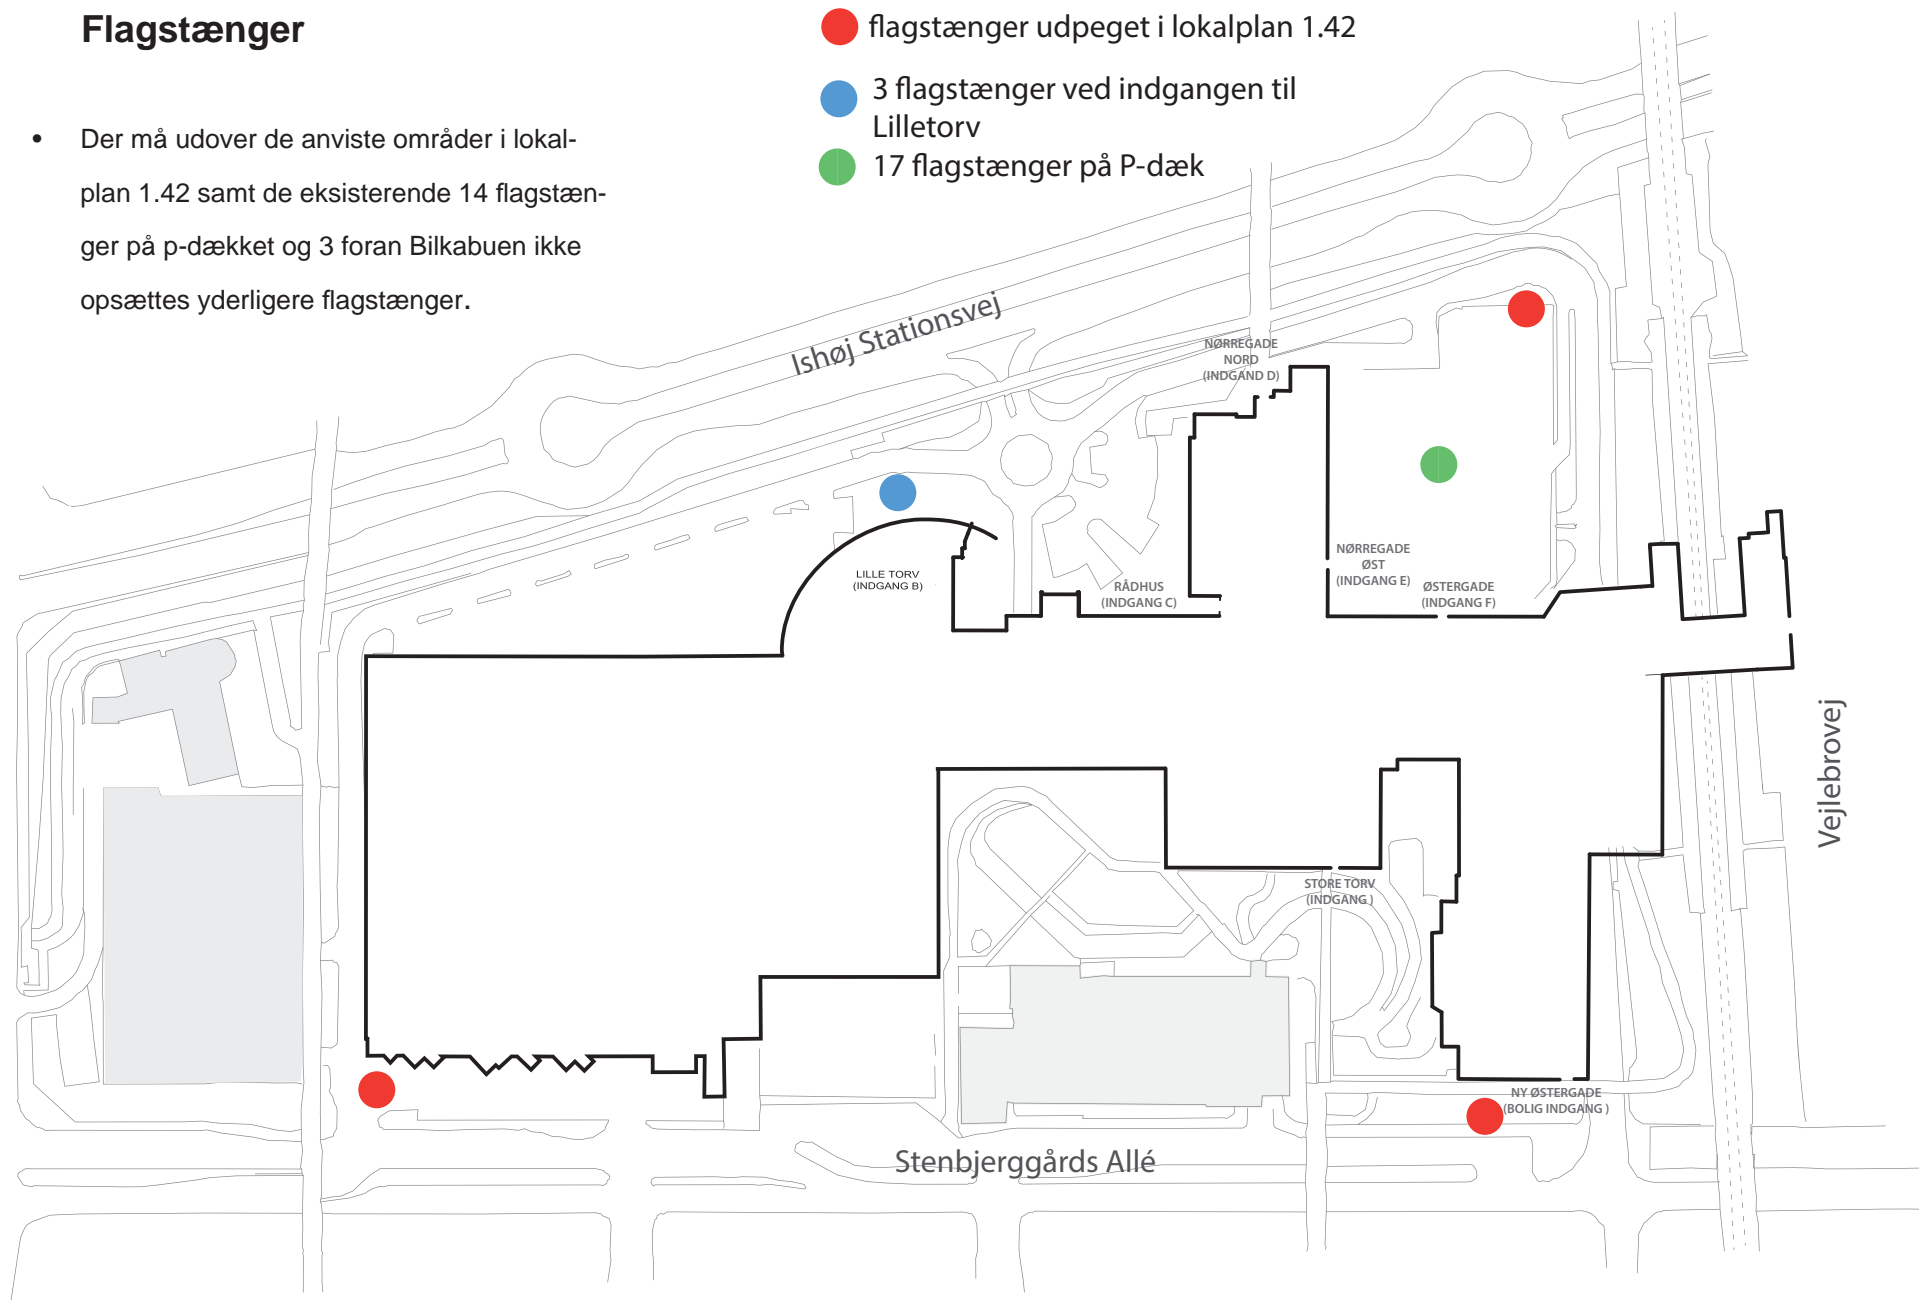 Flagstænger
• Der må udover de anviste områder i lokal-
plan 1.42 samt de eksisterende 14 flagstæn-
ger på p-dækket og 3 foran Bilkabuen ikke
opsættes yderligere flagstænger.
flagstænger udpeget i lokalplan 1.42
3 flagstænger ved indgangen til
Lilletorv
17 flagstænger på P-dæk
Ishøj Stationsvej
NØRREGADE
NORD
(INDGAND D)
LILLE TORV
(INDGANG B)
RÅDHUS
(INDGANG C)
NØRREGADE
ØST
(INDGANG E)
ØSTERGADE
(INDGANG F)
Vejlebrovej
STORE TORV
(INDGANG )
NY ØSTERGADE
(BOLIG INDGANG )
Stenbjerggårds Allé